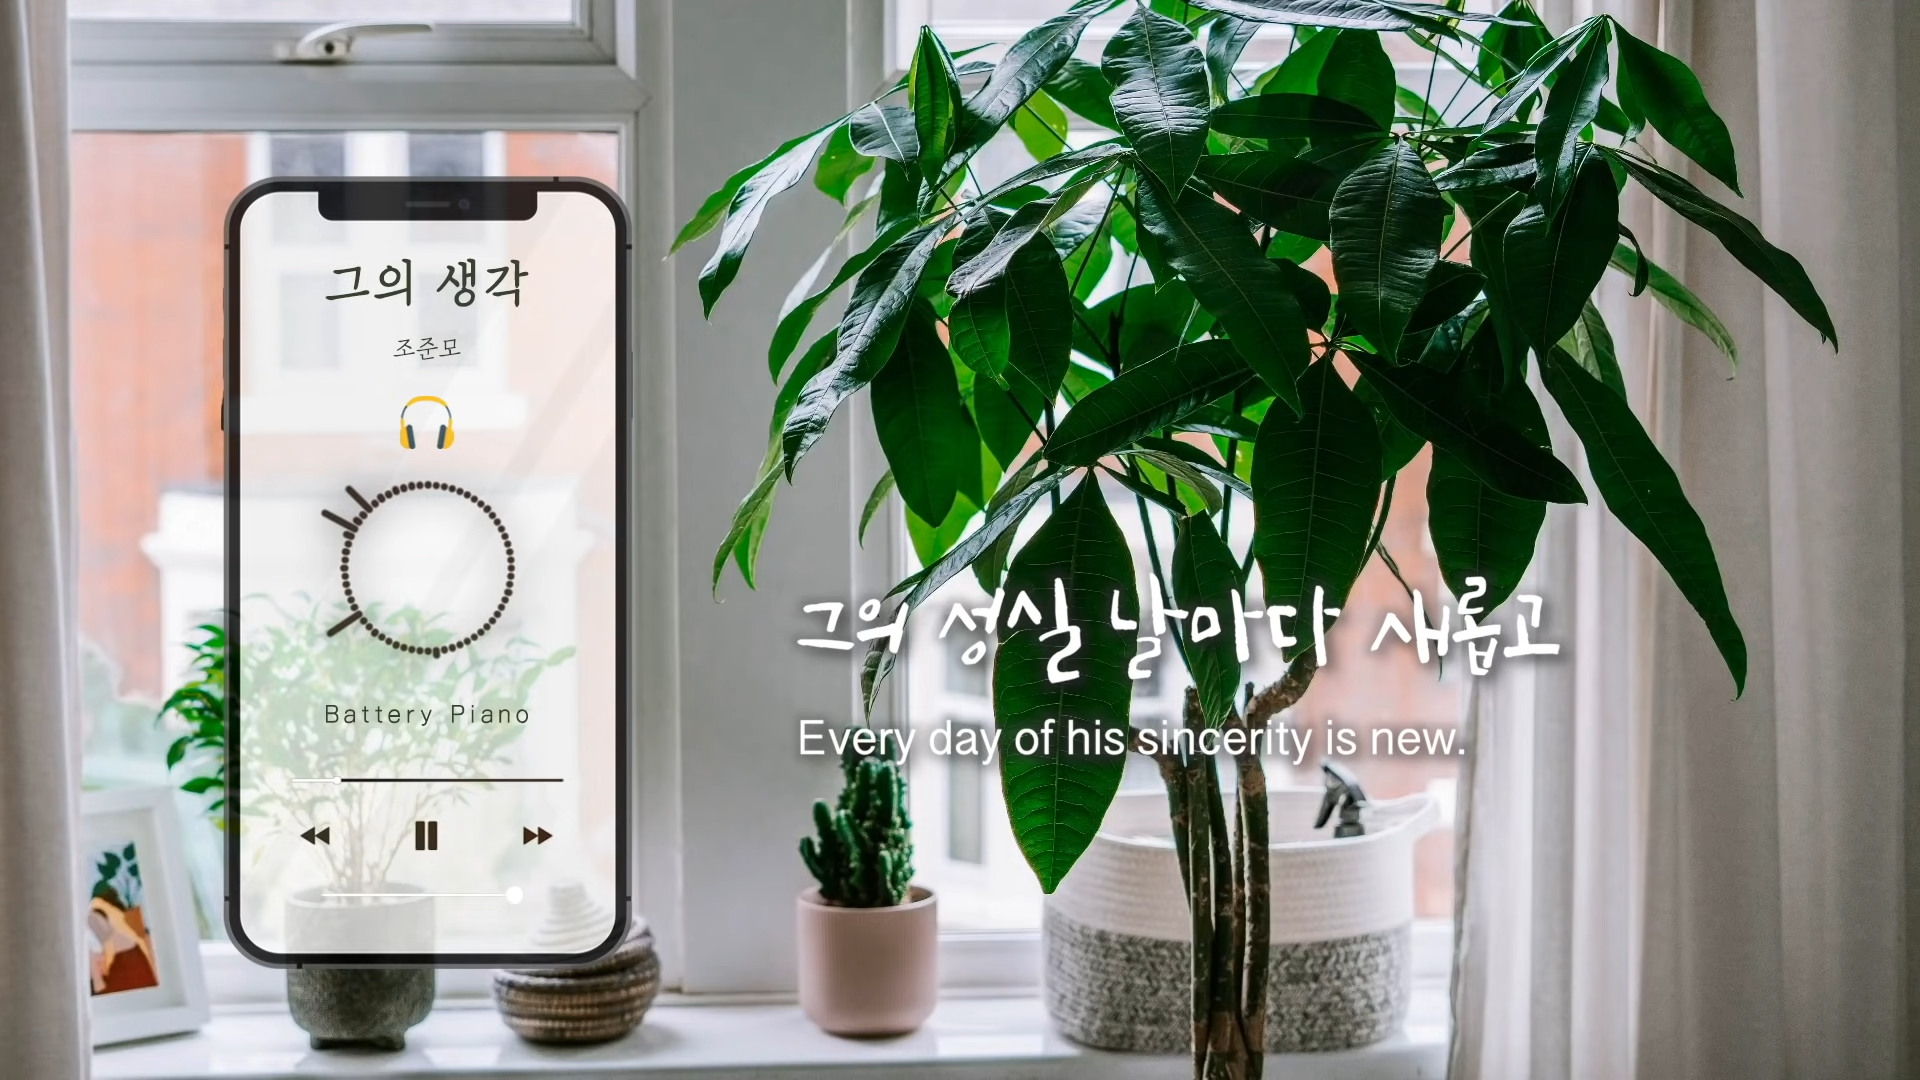 그의 생각
조준모
Battery Piano
그의 성실 날마다 새롭고
Every day of his sincerity is new.